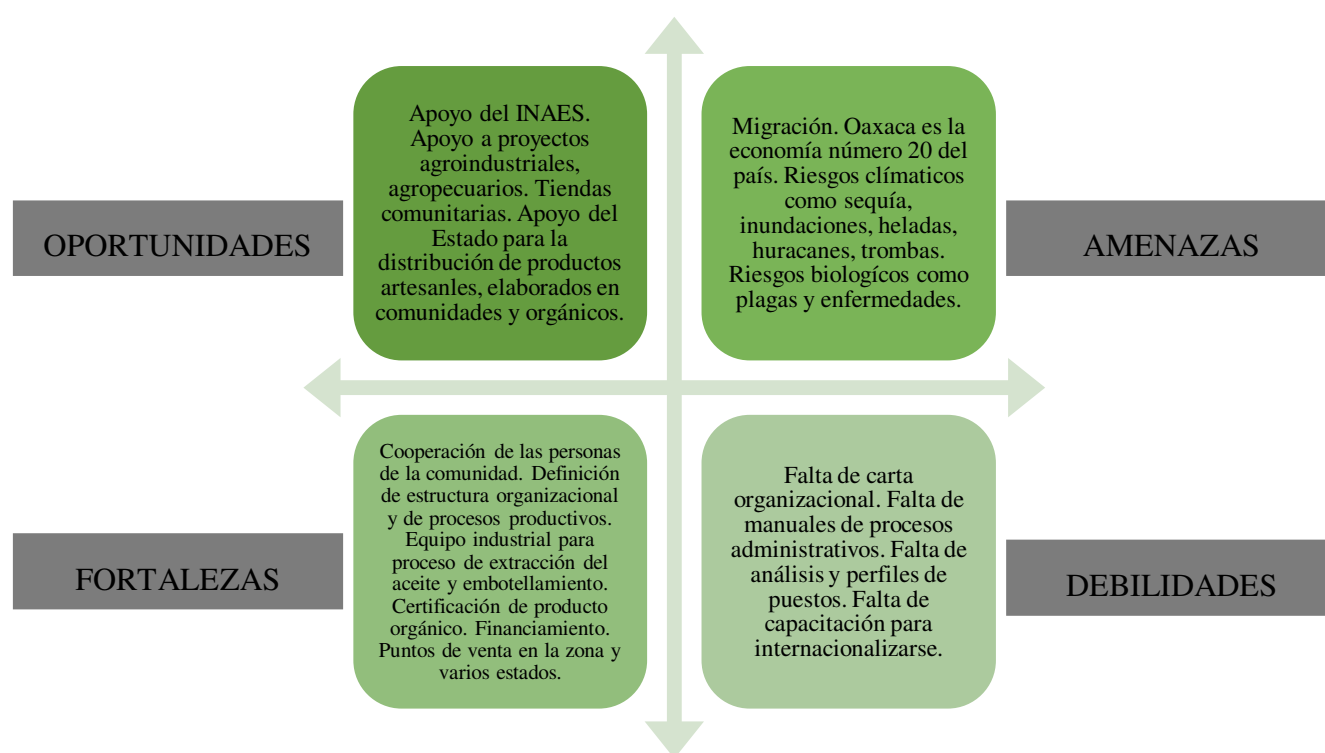 OPORTUNIDADES
Apoyo del INAES.
Apoyo a proyectos
agroindustriales,
agropecuarios. Tiendas
comunitarias. Apoyo del
Estado para la
distribución de productos
artesanles, elaborados en
comunidades y orgánicos.
Migración. Oaxaca es la
economía número 20 del
país. Riesgos clímaticos
como sequía,
inundaciones, heladas,
huracanes, trombas.
Riesgos biologícos como
plagas y enfermedades.
AMENAZAS
FORTALEZAS
Cooperación de las personas
de la comunidad. Definición
de estructura organizacional
y de procesos productivos.
Equipo industrial para
proceso de extracción del
aceite y embotellamiento.
Certificación de producto
orgánico. Financiamiento.
Puntos de venta en la zona y
varios estados.
Falta de carta
organizacional. Falta de
manuales de procesos
administrativos. Falta de
análisis y perfiles de
puestos. Falta de
capacitación para
internacionalizarse.
DEBILIDADES